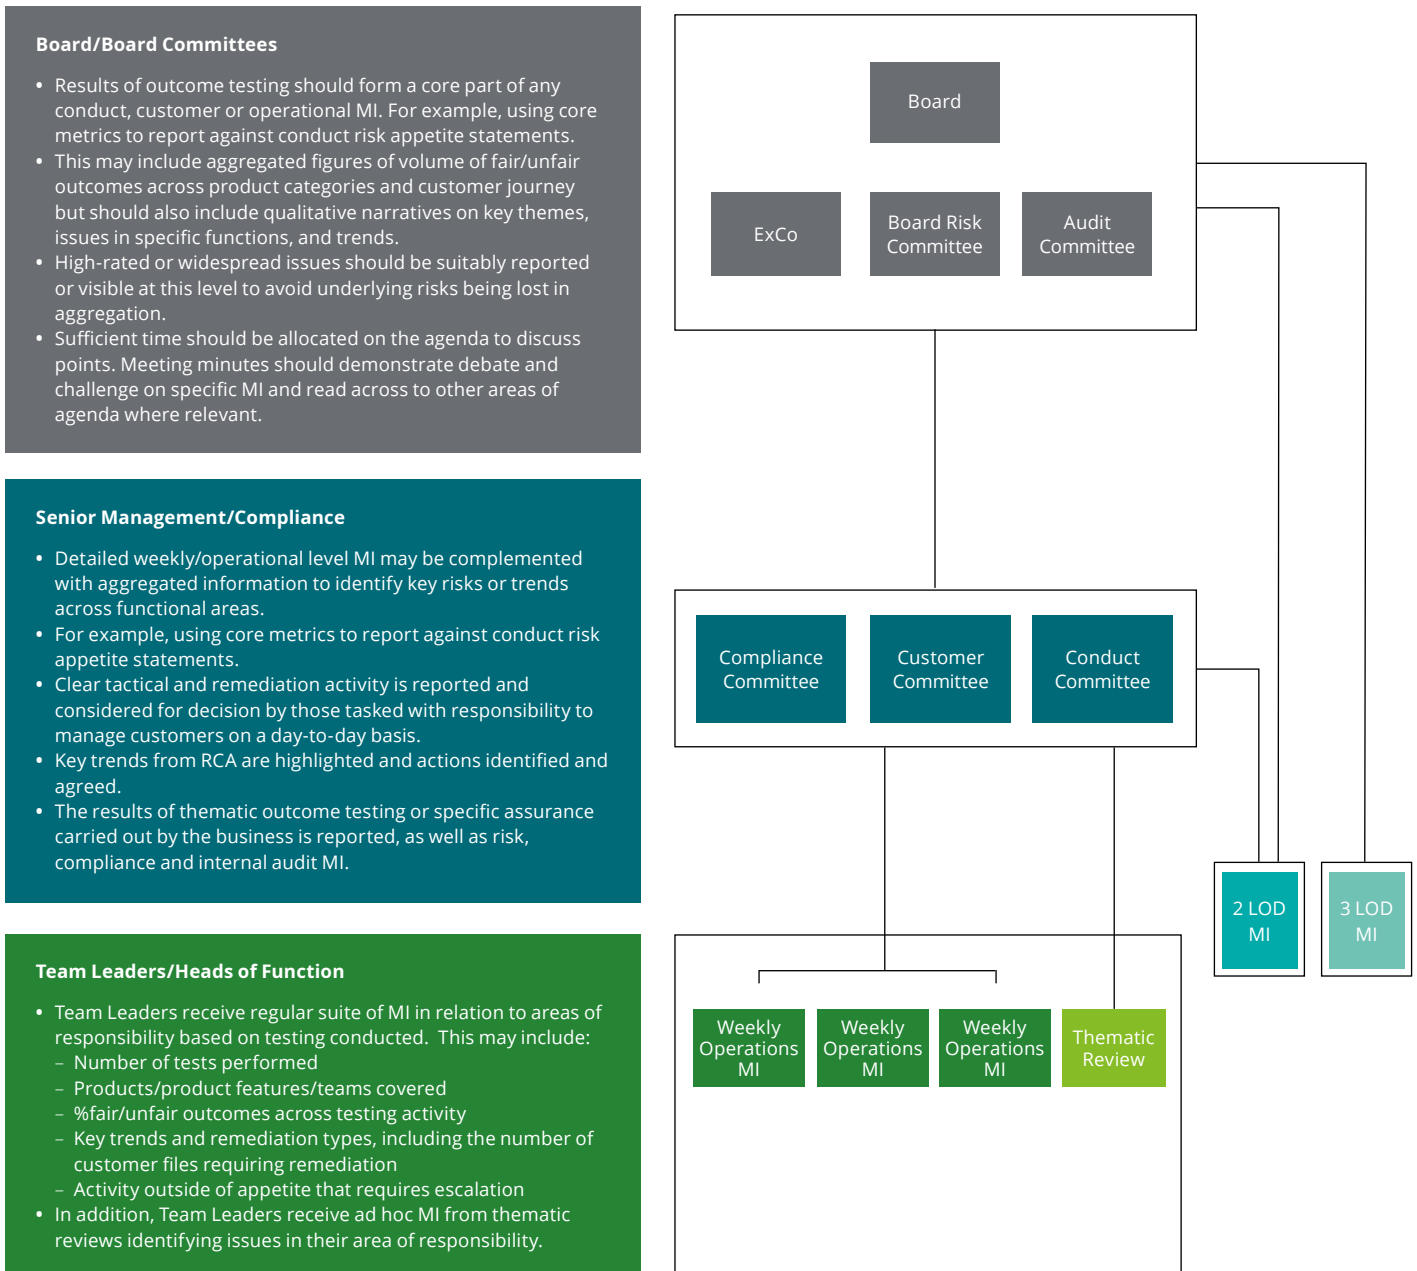 Board/Board Committees
• Results of outcome testing should form a core part of any
conduct, customer or operational MI. For example, using core
metrics to report against conduct risk appetite statements.
• This may include aggregated figures of volume of fair/unfair
outcomes across product categories and customer journey
but should also include qualitative narratives on key themes,
issues in specific functions, and trends.
• High-rated or widespread issues should be suitably reported
or visible at this level to avoid underlying risks being lost in
aggregation.
• Sufficient time should be allocated on the agenda to discuss
points. Meeting minutes should demonstrate debate and
challenge on specific MI and read across to other areas of
agenda where relevant.
Board
ExCo
Board Risk
Committee
Audit
Committee
Senior Management/Compliance
• Detailed weekly/operational level MI may be complemented
with aggregated information to identify key risks or trends
across functional areas.
• For example, using core metrics to report against conduct risk
appetite statements.
• Clear tactical and remediation activity is reported and
considered for decision by those tasked with responsibility to
manage customers on a day-to-day basis.
• Key trends from RCA are highlighted and actions identified and
agreed.
• The results of thematic outcome testing or specific assurance
carried out by the business is reported, as well as risk,
compliance and internal audit MI.
Compliance
Committee
Customer
Committee
Conduct
Committee
2 LOD
MI
3 LOD
MI
Team Leaders/Heads of Function
• Team Leaders receive regular suite of MI in relation to areas of
responsibility based on testing conducted.  This may include:
– Number of tests performed
– Products/product features/teams covered
– %fair/unfair outcomes across testing activity
– Key trends and remediation types, including the number of
customer files requiring remediation
– Activity outside of appetite that requires escalation
• In addition, Team Leaders receive ad hoc MI from thematic
reviews identifying issues in their area of responsibility.
Weekly
Operations
MI
Weekly
Operations
MI
Weekly
Operations
MI
Thematic
Review